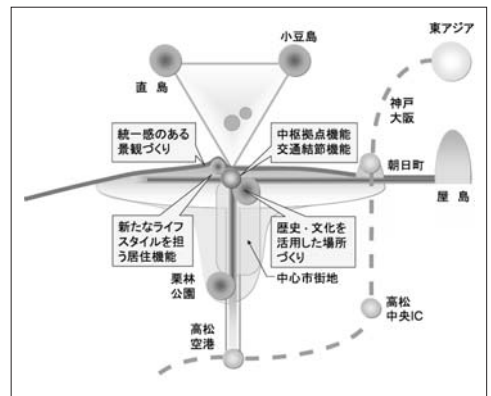 東アジア
小豆島
直島
神戸
大阪
統一感のある
景観づくり
中枢拠点機能
交通結節機能
朝日町
屋島
新たなライフ
スタイルを担
う居住機能
歴史・文化を
活用した場所
づくり
栗林
公園
中心市街地
高松
空港
高松
中央IC